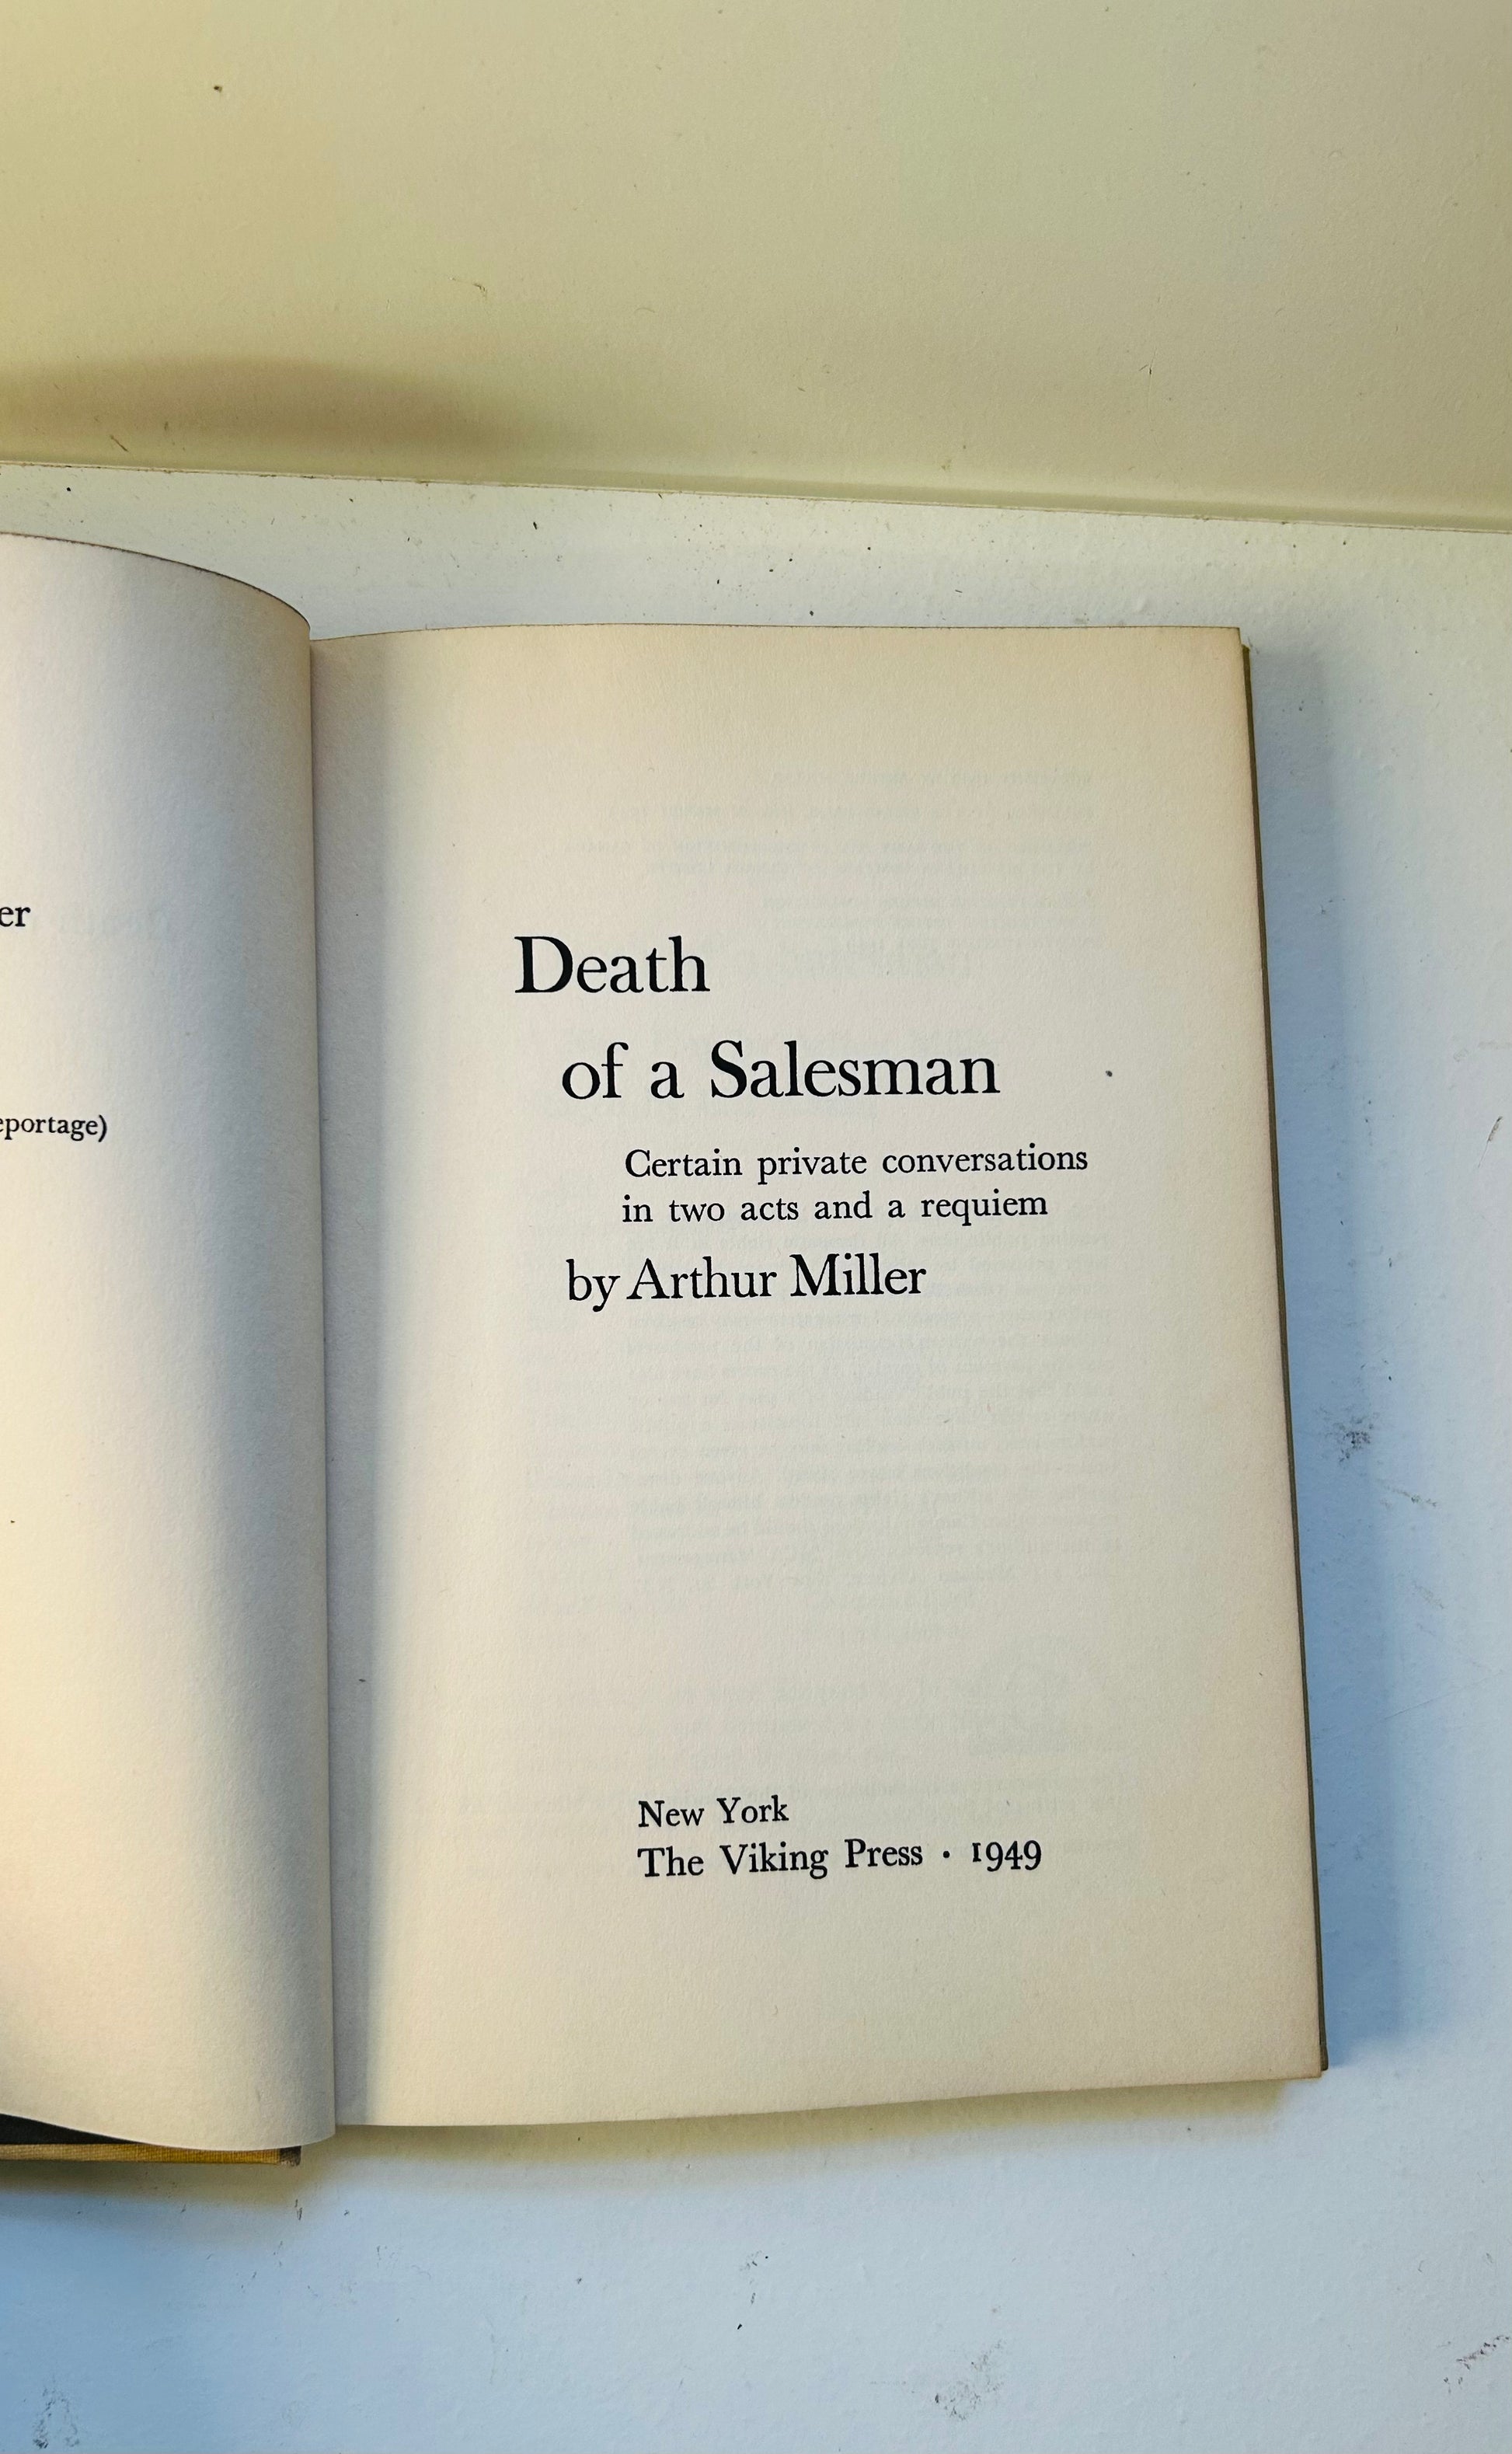 er
eportage)
Death
of a Salesman
Certain private conversations
in two acts and a requiem
by Arthur Miller
New York
The Viking Press · 1949